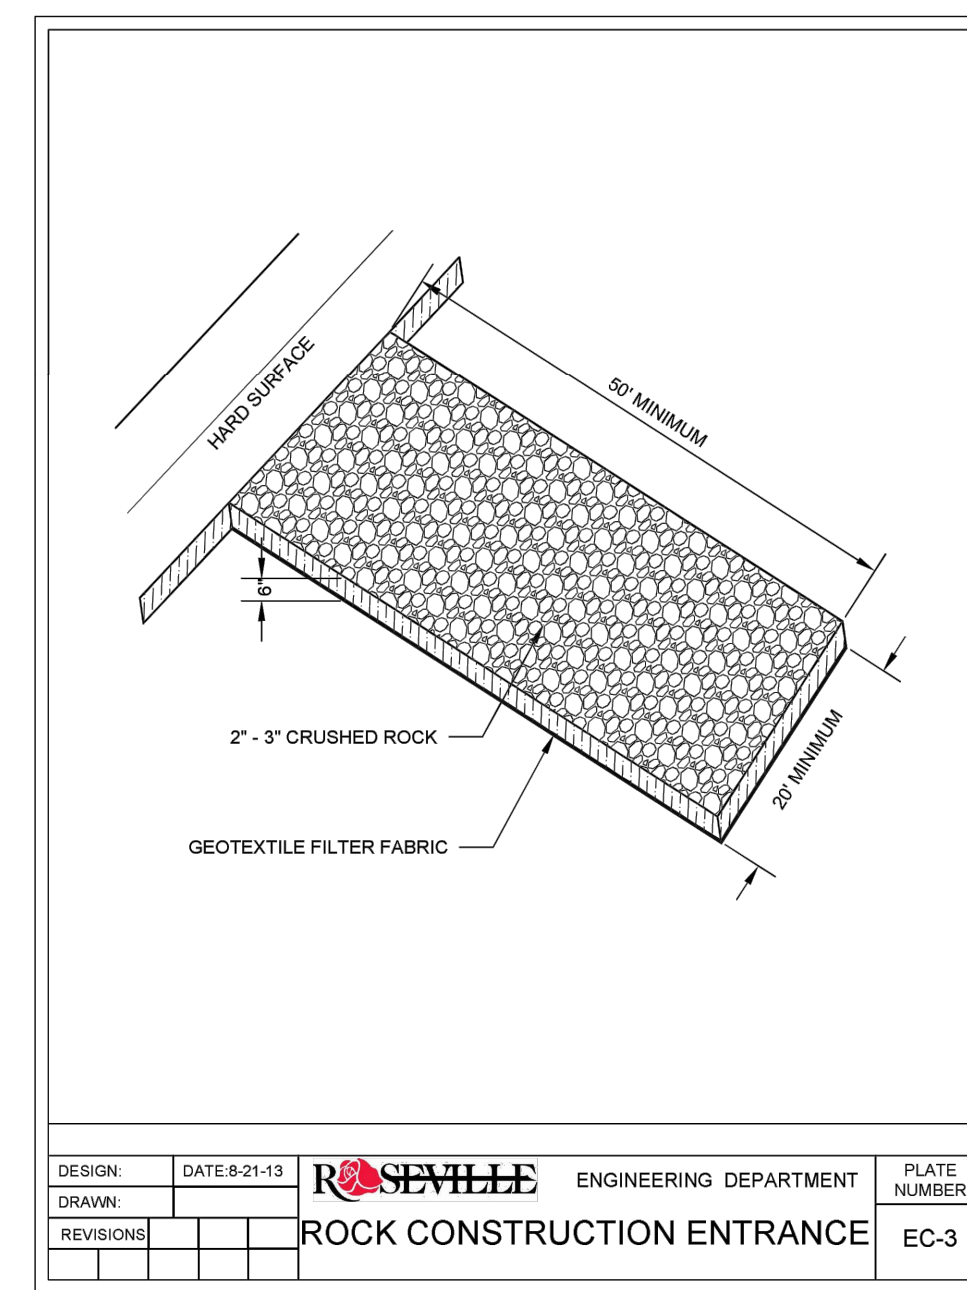 HARD SURFACE
50' MINIMUM
6"
2" - 3" CRUSHED ROCK
20' MINIMUM
GEOTEXTILE FILTER FABRIC
DESIGN:
DATE:8-21-13
DRAWN:
REVISIONS
ROSEVILLE
ENGINEERING DEPARTMENT
ROCK CONSTRUCTION ENTRANCE
PLATE
NUMBER
EC-3